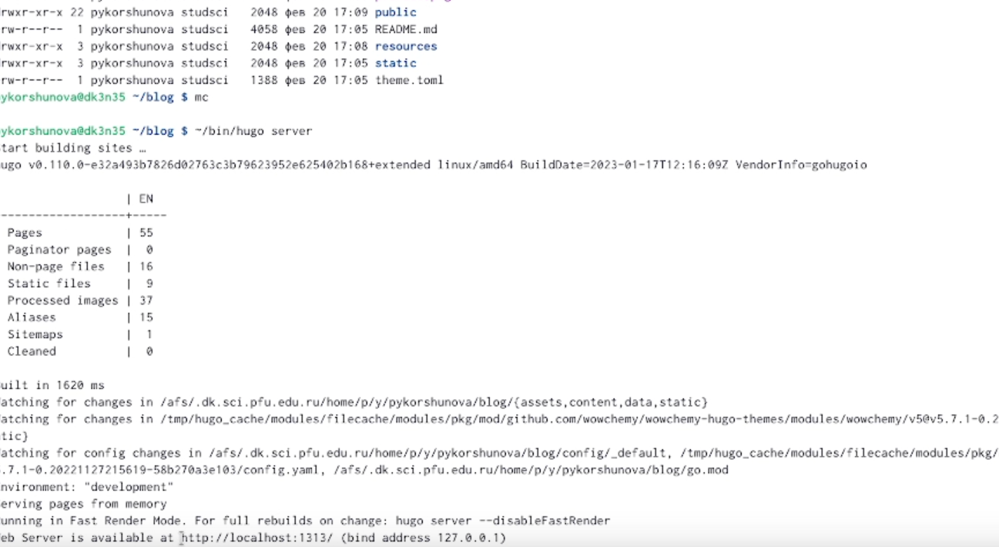 rwxr-xr-x 22 pykorshunova studsci 2048 фев 20 17:09 public
rw-r--r-- 1 pykorshunova studsci 4058 фев 20 17:05 README.md
rwxr-xr-x 3 pykorshunova studsci 2048 фев 20 17:08 resources
rwxr-xr-x 3 pykorshunova studsci 2048 фев 20 17:05 static
rw-r--r-- 1 pykorshunova studsci 1388 фев 20 17:05 theme.toml
ykorshunova@dk3n35 ~/blog $ mc
ykorshunova@dk3n35 ~/blog $ ~/bin/hugo server
tart building sites …
ugo v0.110.0-e32a493b7826d02763c3b79623952e625402b168+extended linux/amd64 BuildDate=2023-01-17T12:16:09Z VendorInfo=gohugoio
| EN
-------------------+-----
Pages | 55
Paginator pages | 0
Non-page files | 16
Static files | 9
Processed images | 37
Aliases | 15
Sitemaps | 1
Cleaned | 0
uilt in 1620 ms
atching for changes in /afs/.dk.sci.pfu.edu.ru/home/p/y/pykorshunova/blog/{assets,content,data,static}
atching for changes in /tmp/hugo_cache/modules/filecache/modules/pkg/mod/github.com/wowchemy/wowchemy-hugo-themes/modules/wowchemy/v5@v5.7.1-0.2
tic}
atching for config changes in /afs/.dk.sci.pfu.edu.ru/home/p/y/pykorshunova/blog/config/_default, /tmp/hugo_cache/modules/filecache/modules/pkg/
.7.1-0.20221127215619-58b270a3e103/config.yaml, /afs/.dk.sci.pfu.edu.ru/home/p/y/pykorshunova/blog/go.mod
nvironment: "development"
erving pages from memory
unning in Fast Render Mode. For full rebuilds on change: hugo server --disableFastRender
eb Server is available at http://localhost:1313/ (bind address 127.0.0.1)